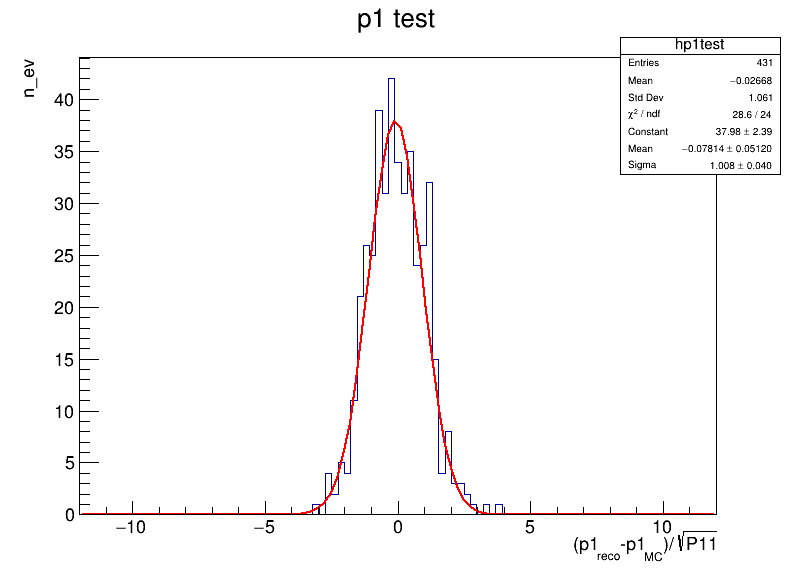 p1 test
hp1test
Entries 431
Mean −0.02668
Std Dev 1.061
χ² / ndf 28.6 / 24
Constant 37.98 ± 2.39
Mean −0.07814 ± 0.05120
Sigma 1.008 ± 0.040
n_ev
40
35
30
25
20
15
10
5
0
−10 −5 0 5 10
(p1reco-p1MC)/√P11